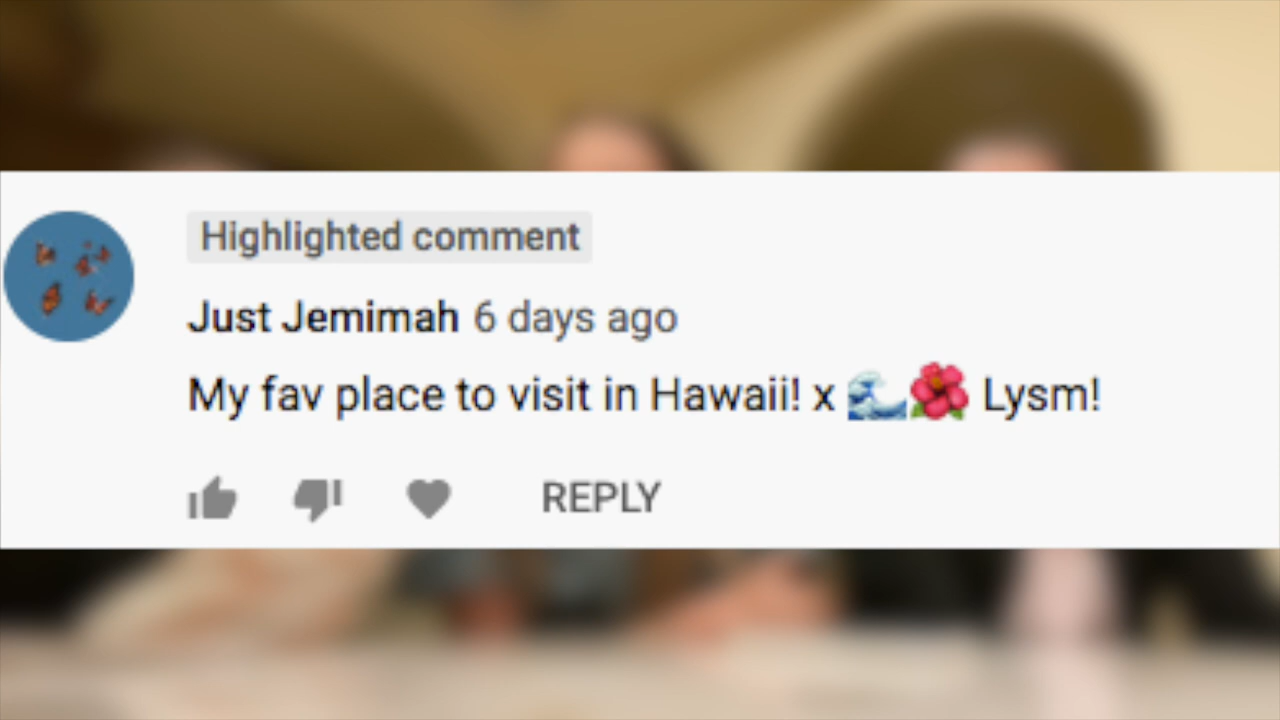 Highlighted comment
Just Jemimah 6 days ago
My fav place to visit in Hawaii! x 🌊🌺 Lysm!
REPLY